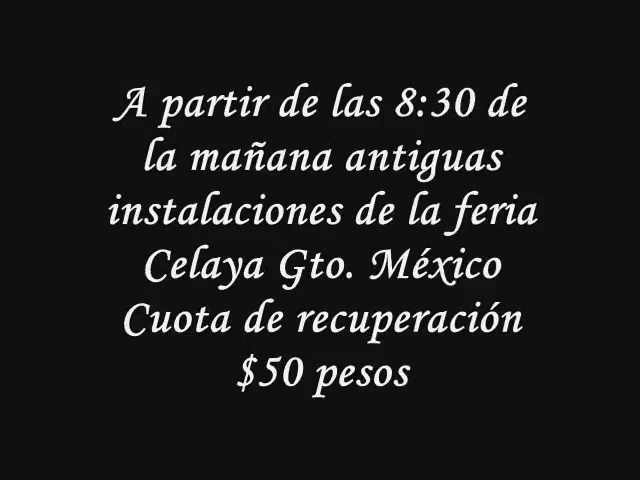 A partir de las 8:30 de
la mañana antiguas
instalaciones de la feria
Celaya Gto. México
Cuota de recuperación
$50 pesos